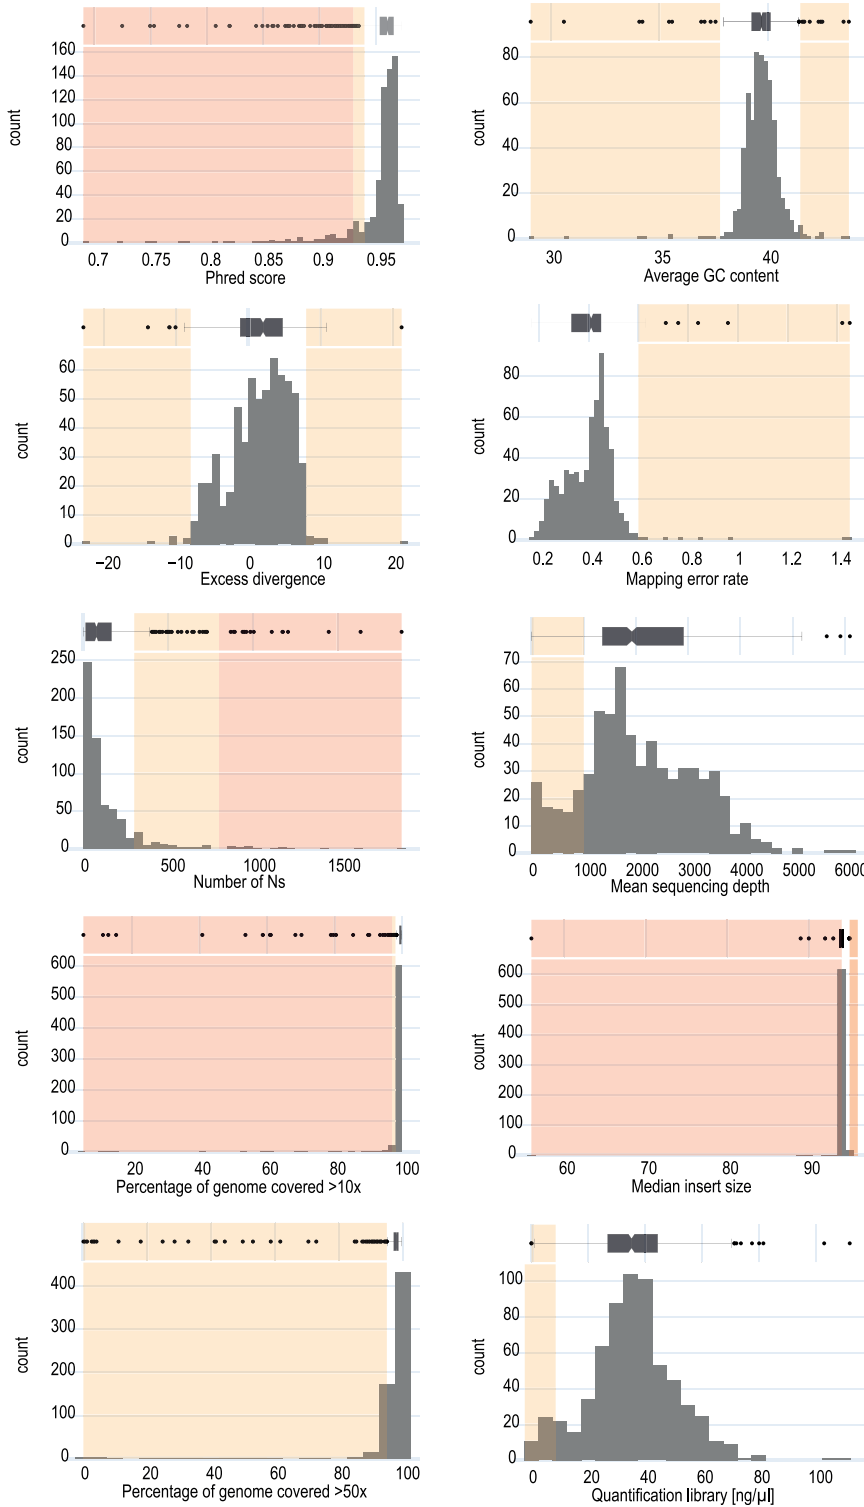 160
140
120
100
80
60
40
20
0
count
0.7 0.75 0.8 0.85 0.9 0.95
Phred score
80
60
40
20
0
count
30 35 40
Average GC content
60
50
40
30
20
10
0
count
−20 −10 0 10 20
Excess divergence
80
60
40
20
0
count
0.2 0.4 0.6 0.8 1 1.2 1.4
Mapping error rate
250
200
150
100
50
0
count
0 500 1000 1500
Number of Ns
70
60
50
40
30
20
10
0
count
0 1000 2000 3000 4000 5000 6000
Mean sequencing depth
600
500
400
300
200
100
0
count
20 40 60 80 100
Percentage of genome covered >10x
600
500
400
300
200
100
0
count
60 70 80 90
Median insert size
400
300
200
100
0
count
0 20 40 60 80 100
Percentage of genome covered >50x
100
80
60
40
20
0
count
0 20 40 60 80 100
Quantification library [ng/µl]